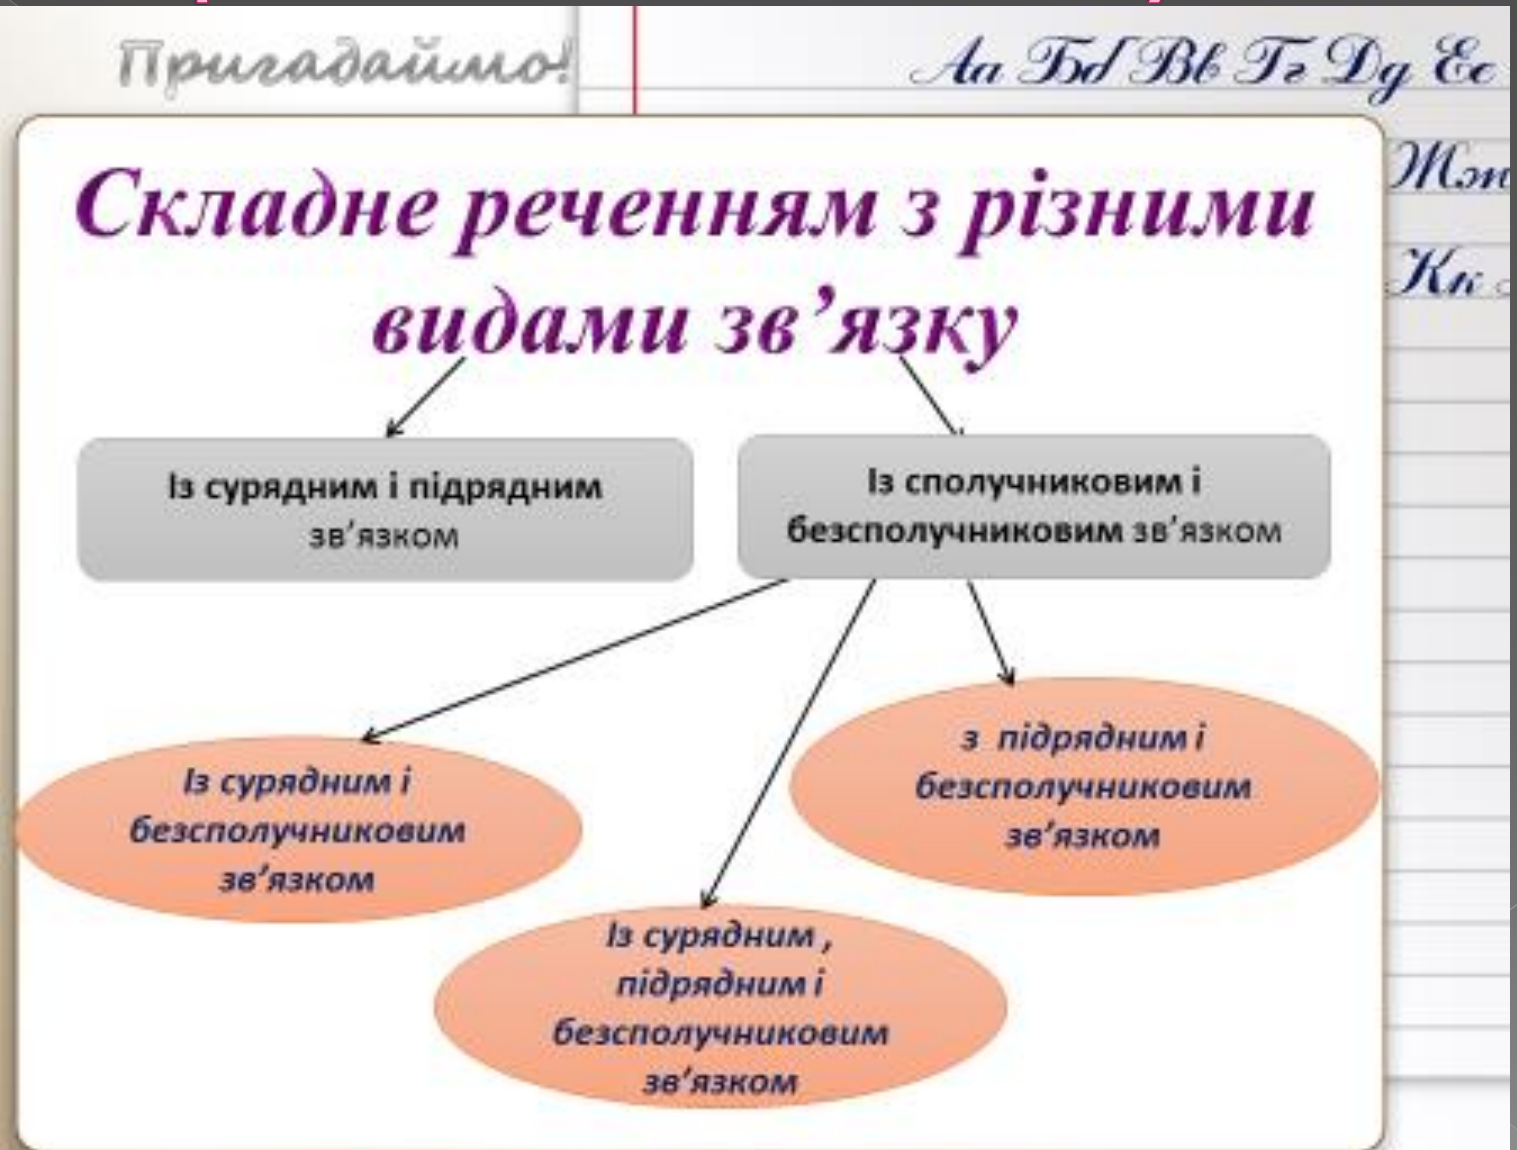 Пригадаймо!
Аа Бб Вв Гг Дд Ее
Жж
Кк
Складне реченням з різними
видами зв’язку
Із сурядним і підрядним
зв’язком
Із сполучниковим і
безсполучниковим зв’язком
з підрядним і
безсполучниковим
зв’язком
Із сурядним і
безсполучниковим
зв’язком
Із сурядним ,
підрядним і
безсполучниковим
зв’язком